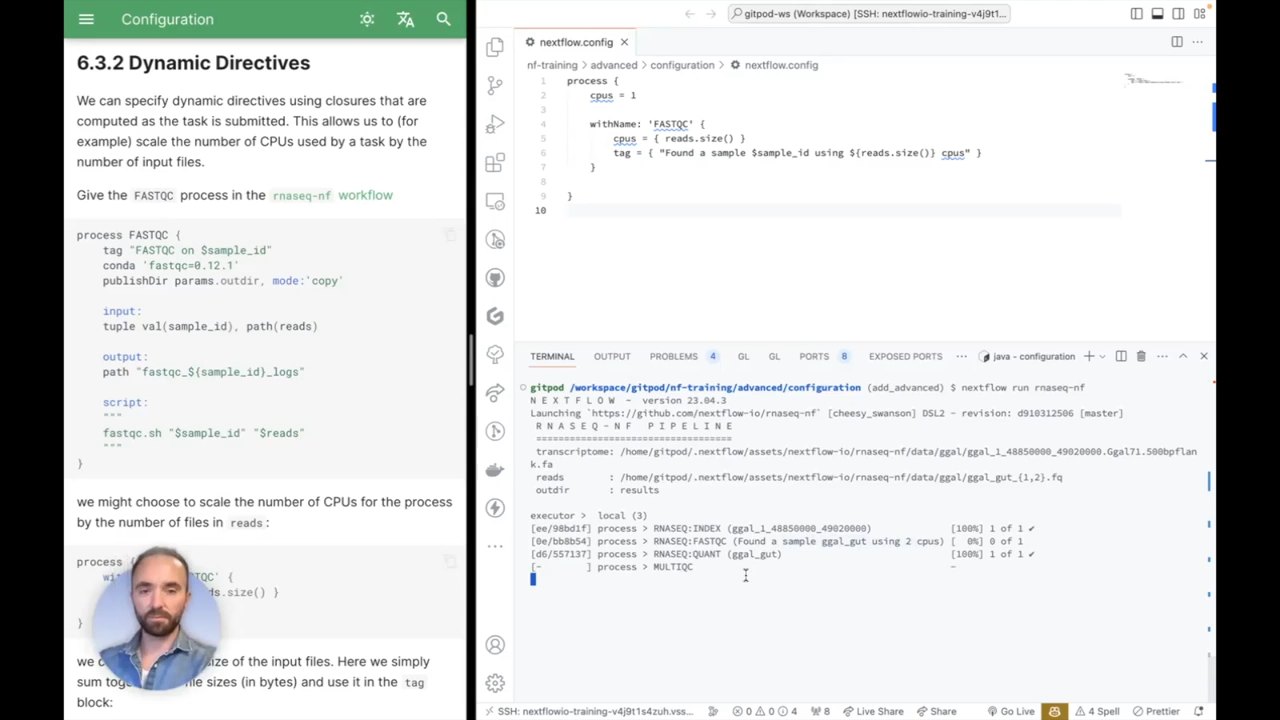 Configuration
6.3.2 Dynamic Directives
We can specify dynamic directives using closures that are
computed as the task is submitted. This allows us to (for
example) scale the number of CPUs used by a task by the
number of input files.
Give the FASTQC process in the rnaseq-nf workflow
process FASTQC {
tag "FASTQC on $sample_id"
conda 'fastqc=0.12.1'
publishDir params.outdir, mode:'copy'
input:
tuple val(sample_id), path(reads)
output:
path "fastqc_${sample_id}_logs"
script:
"""
fastqc.sh "$sample_id" "$reads"
"""
}
we might choose to scale the number of CPUs for the process
by the number of files in reads:
process
QC' {
ds.size() }
}
size of the input files. Here we simply
sizes (in bytes) and use it in the tag
block:
gitpod-ws (Workspace) [SSH: nextflowio-training-v4j9t1...
nextflow.config
nf-training > advanced > configuration > nextflow.config
1 process {
2 cpus = 1
3
4 withName: 'FASTQC' {
5 cpus = { reads.size() }
6 tag = { "Found a sample $sample_id using ${reads.size()} cpus" }
7 }
8
9 }
10
TERMINAL OUTPUT PROBLEMS 4 GL GL PORTS 8 EXPOSED PORTS ... java - configuration
gitpod /workspace/gitpod/nf-training/advanced/configuration (add_advanced) $ nextflow run rnaseq-nf
N E X T F L O W ~ version 23.04.3
Launching `https://github.com/nextflow-io/rnaseq-nf` [cheesy_swanson] DSL2 - revision: d910312506 [master]
R N A S E Q - N F   P I P E L I N E
===================================
transcriptome: /home/gitpod/.nextflow/assets/nextflow-io/rnaseq-nf/data/ggal/ggal_1_48850000_49020000.Ggal71.500bpflan
k.fa
reads : /home/gitpod/.nextflow/assets/nextflow-io/rnaseq-nf/data/ggal/ggal_gut_{1,2}.fq
outdir : results
executor > local (3)
[ee/98bd1f] process > RNASEQ:INDEX (ggal_1_48850000_49020000) [100%] 1 of 1 ✔
[0e/bb8b54] process > RNASEQ:FASTQC (Found a sample ggal_gut using 2 cpus) [ 0%] 0 of 1
[d6/557137] process > RNASEQ:QUANT (ggal_gut) [100%] 1 of 1 ✔
[- ] process > MULTIQC -
SSH: nextflowio-training-v4j9t1s4zuh.vss... 0 0 4 8 Live Share Share Go Live 4 Spell Prettier